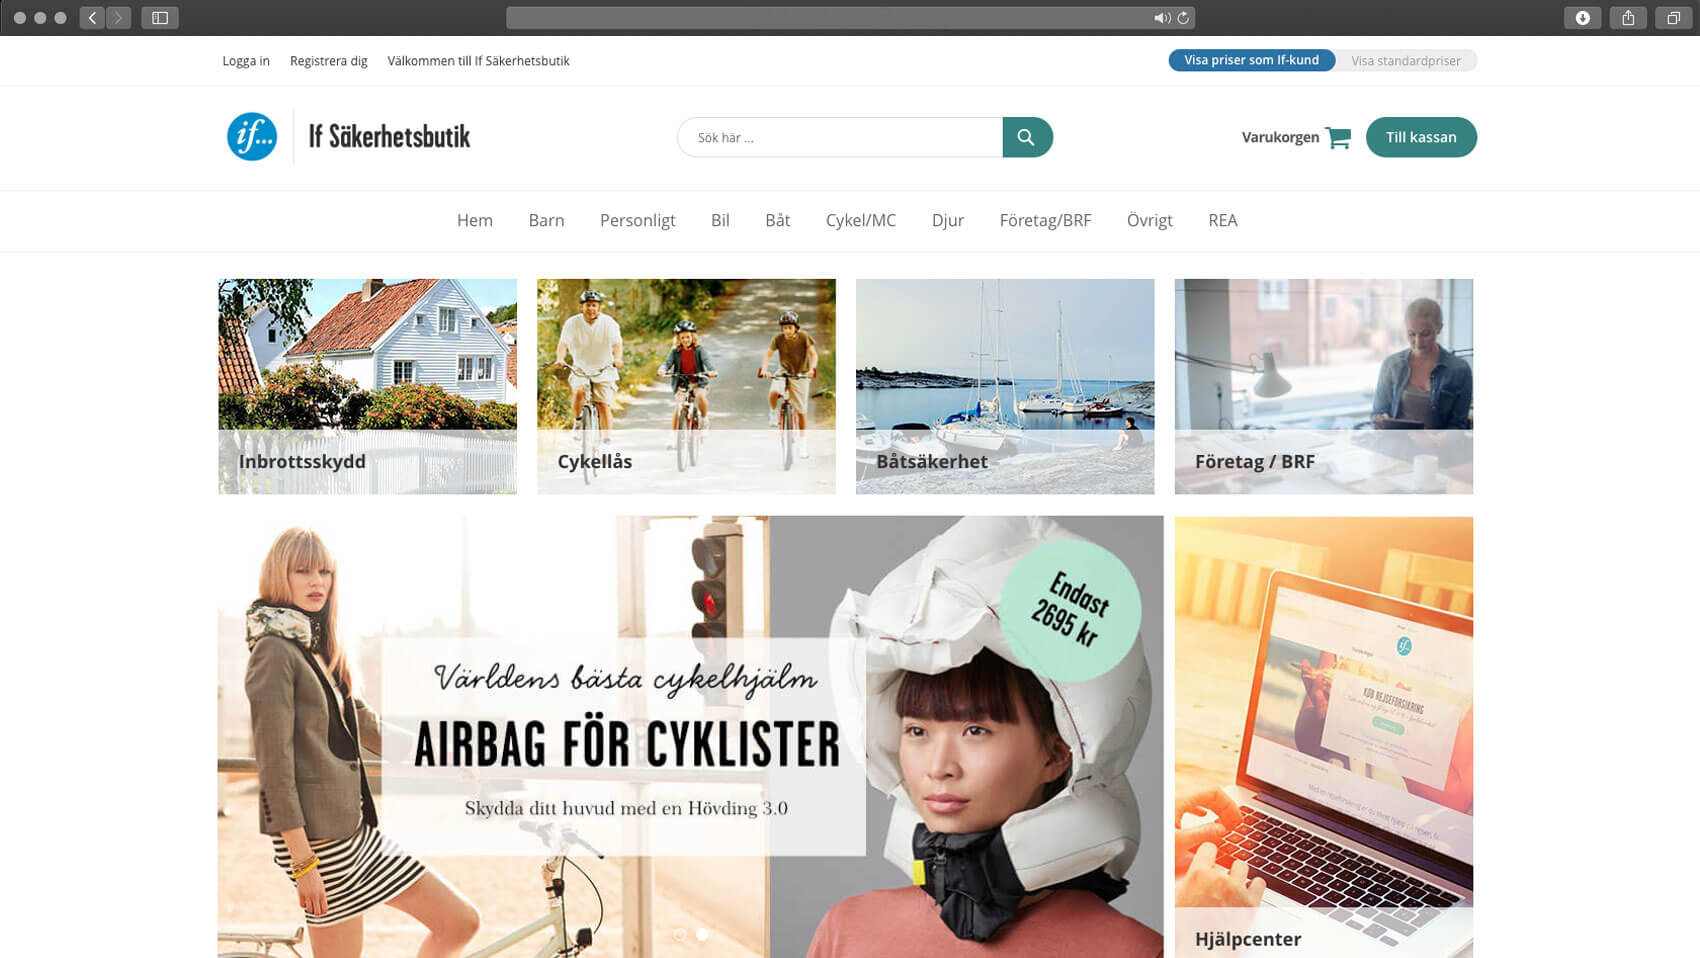 Logga in
Registrera dig
Välkommen till If Säkerhetsbutik
Visa priser som If-kund
Visa standardpriser
if...
If Säkerhetsbutik
Sök här ...
Varukorgen
Till kassan
Hem
Barn
Personligt
Bil
Båt
Cykel/MC
Djur
Företag/BRF
Övrigt
REA
Inbrottsskydd
Cykellås
Båtsäkerhet
Företag / BRF
Världens bästa cykelhjälm
AIRBAG FÖR CYKLISTER
Skydda ditt huvud med en Hövding 3.0
Endast
2695 kr
if...
KØB REJSEFORSIKRING
Hjälpcenter